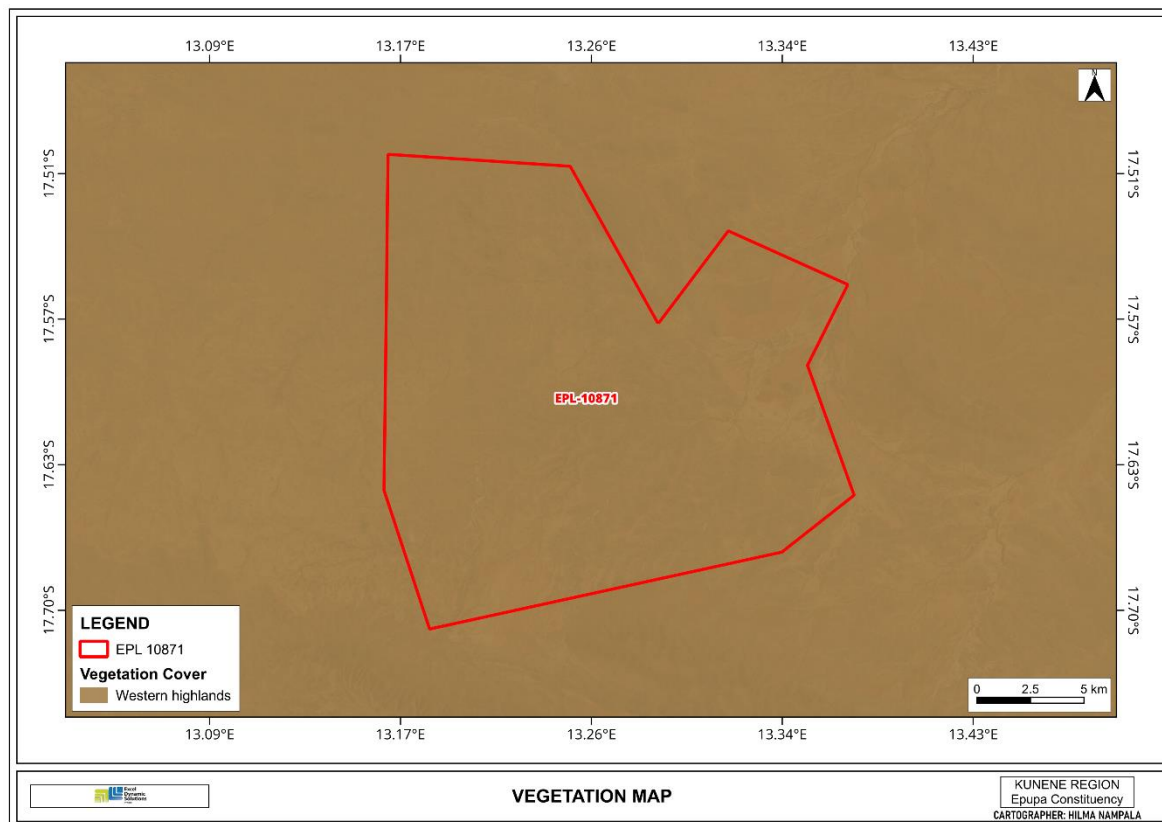 13.09°E
13.17°E
13.26°E
13.34°E
13.43°E
N
17.51°S
17.51°S
17.57°S
17.57°S
EPL-10871
17.63°S
17.63°S
17.70°S
17.70°S
LEGEND
EPL 10871
Vegetation Cover
Western highlands
0 2.5 5 km
13.09°E
13.17°E
13.26°E
13.34°E
13.43°E
Excel
Dynamic
Solutions
VEGETATION MAP
KUNENE REGION
Epupa Constituency
CARTOGRAPHER: HILMA NAMPALA